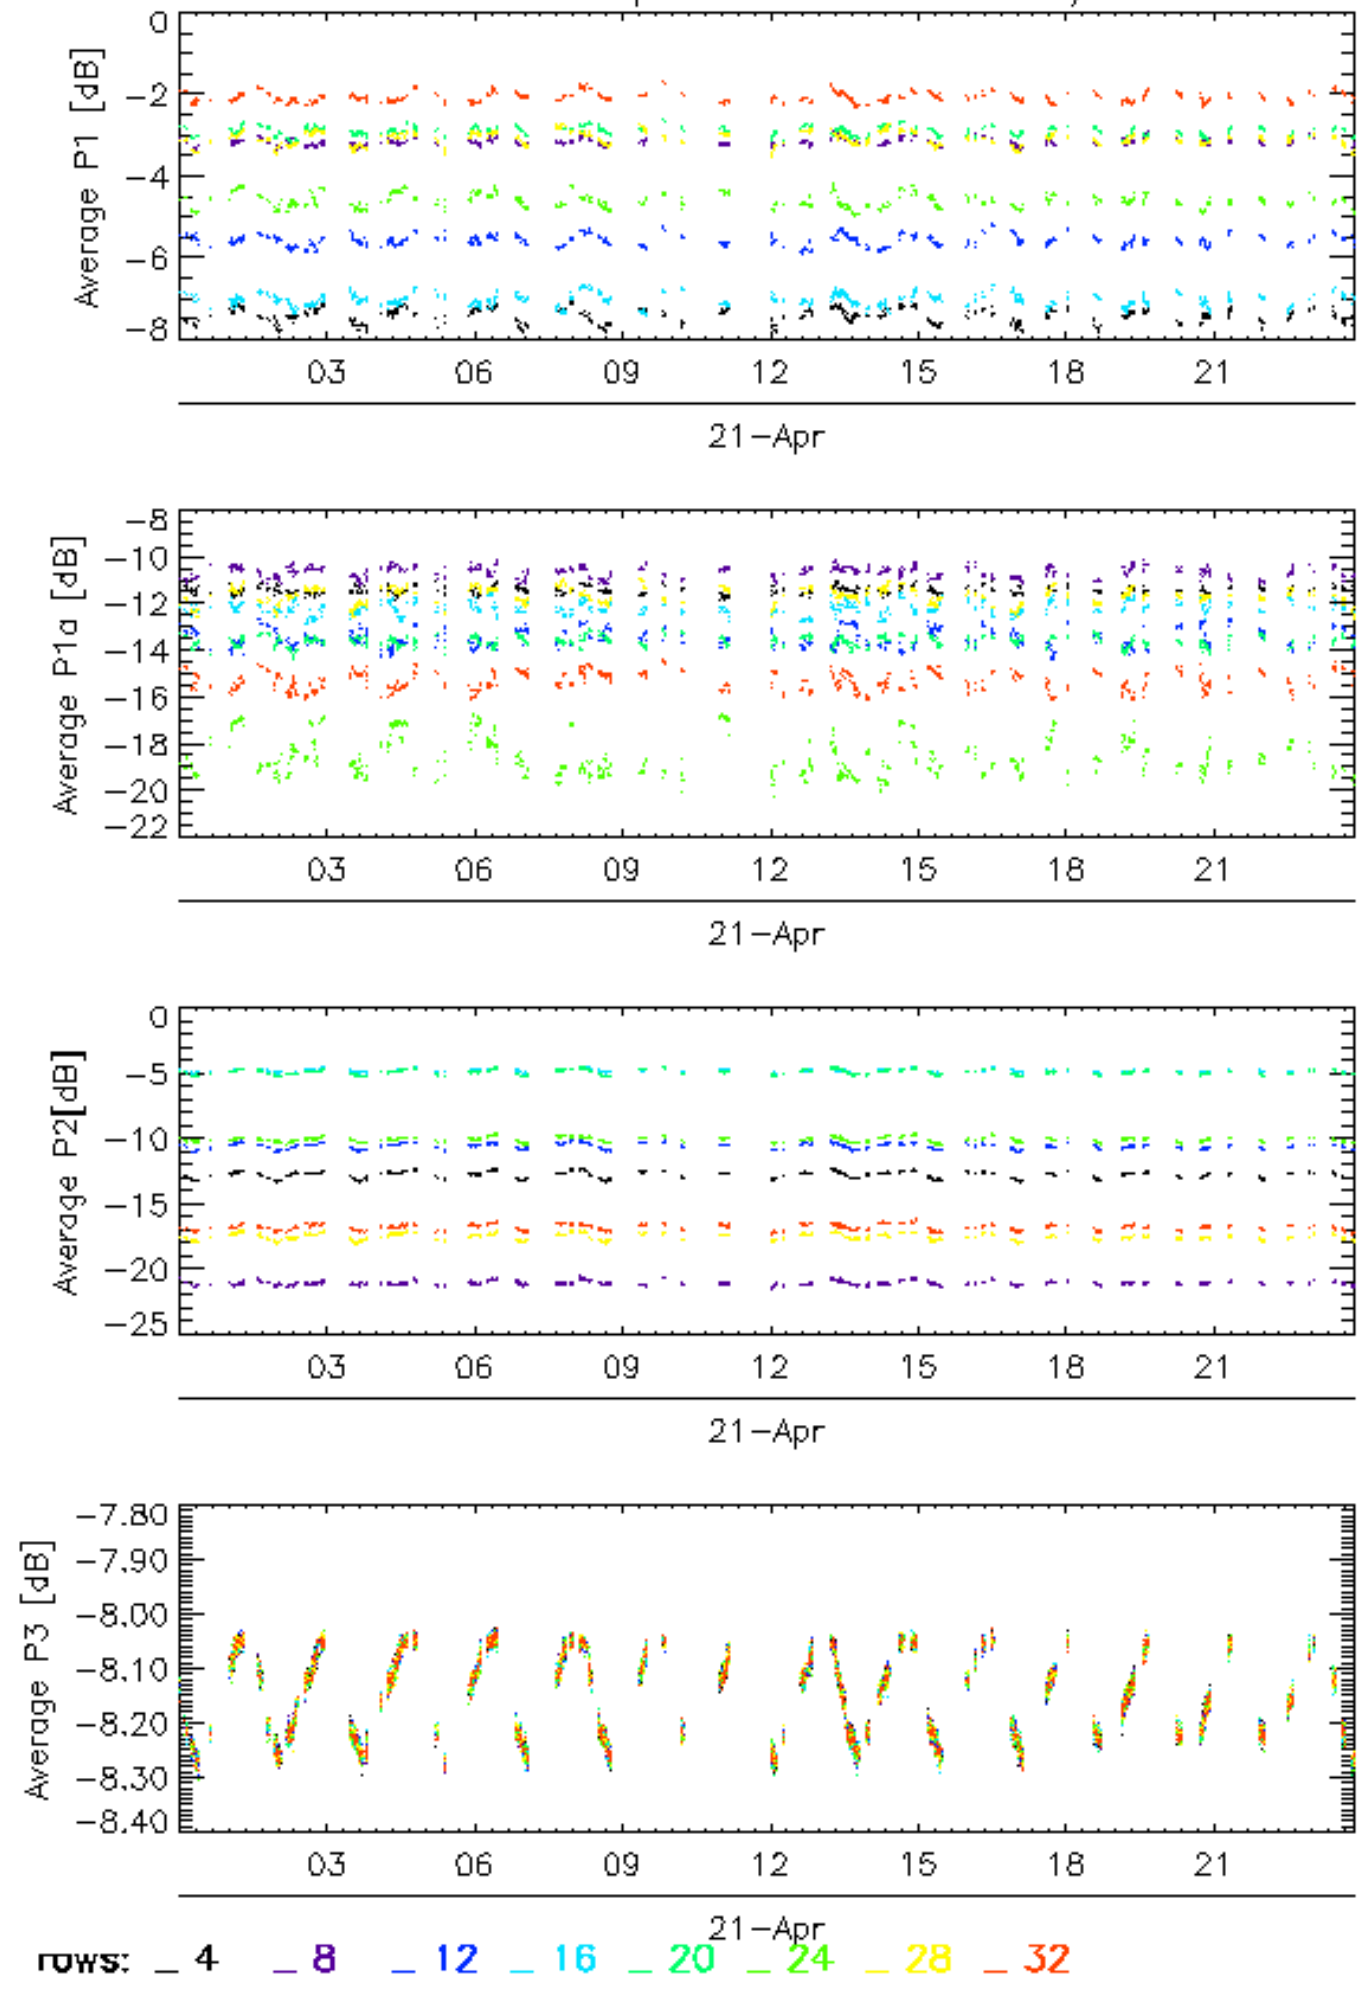 Average P1 [dB]
0
−2
−4
−6
−8
03 06 09 12 15 18 21
21−Apr
Average P1a [dB]
−8
−10
−12
−14
−16
−18
−20
−22
03 06 09 12 15 18 21
21−Apr
Average P2[dB]
0
−5
−10
−15
−20
−25
03 06 09 12 15 18 21
21−Apr
Average P3 [dB]
−7.80
−7.90
−8.00
−8.10
−8.20
−8.30
−8.40
03 06 09 12 15 18 21
21−Apr
rows: _ 4 _ 8 _ 12 _ 16 _ 20 _ 24 _ 28 _ 32